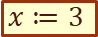 x := 3